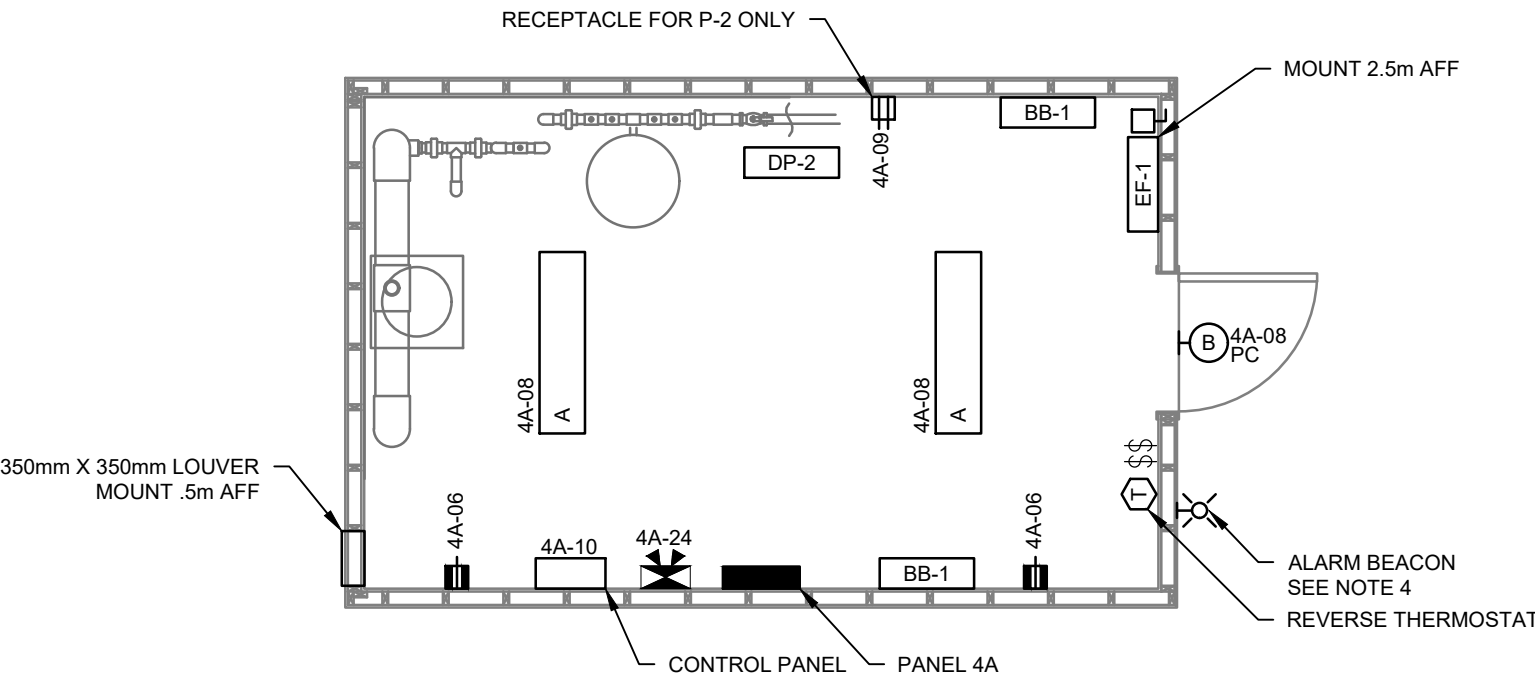 RECEPTACLE FOR P-2 ONLY
MOUNT 2.5m AFF
BB-1
DP-2
4A-09
EF-1
4A-08
A
4A-08
A
B
4A-08
PC
350mm X 350mm LOUVER
MOUNT .5m AFF
$$
T
4A-06
4A-10
4A-24
BB-1
4A-06
ALARM BEACON
SEE NOTE 4
REVERSE THERMOSTAT
CONTROL PANEL
PANEL 4A